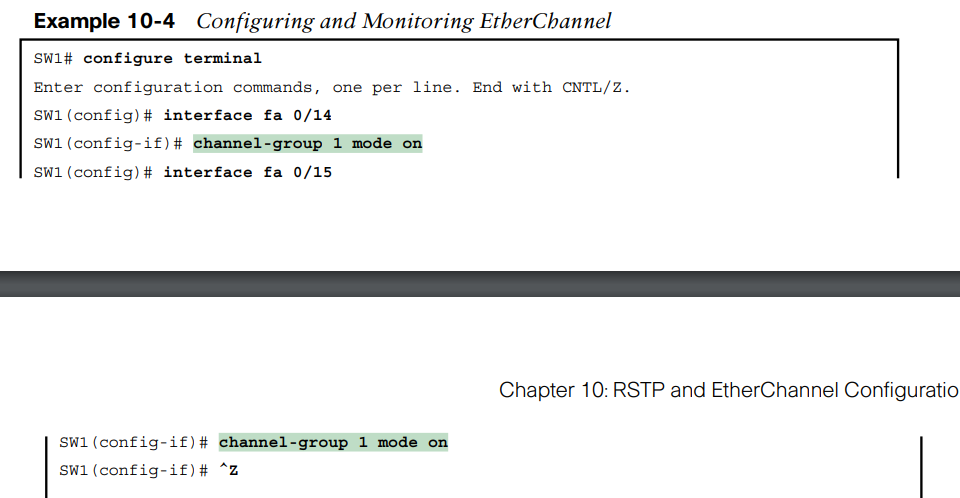 Example 10-4 Configuring and Monitoring EtherChannel
SW1# configure terminal
Enter configuration commands, one per line. End with CNTL/Z.
SW1(config)# interface fa 0/14
SW1(config-if)# channel-group 1 mode on
SW1(config)# interface fa 0/15
Chapter 10: RSTP and EtherChannel Configuratio
SW1(config-if)# channel-group 1 mode on
SW1(config-if)# ^Z